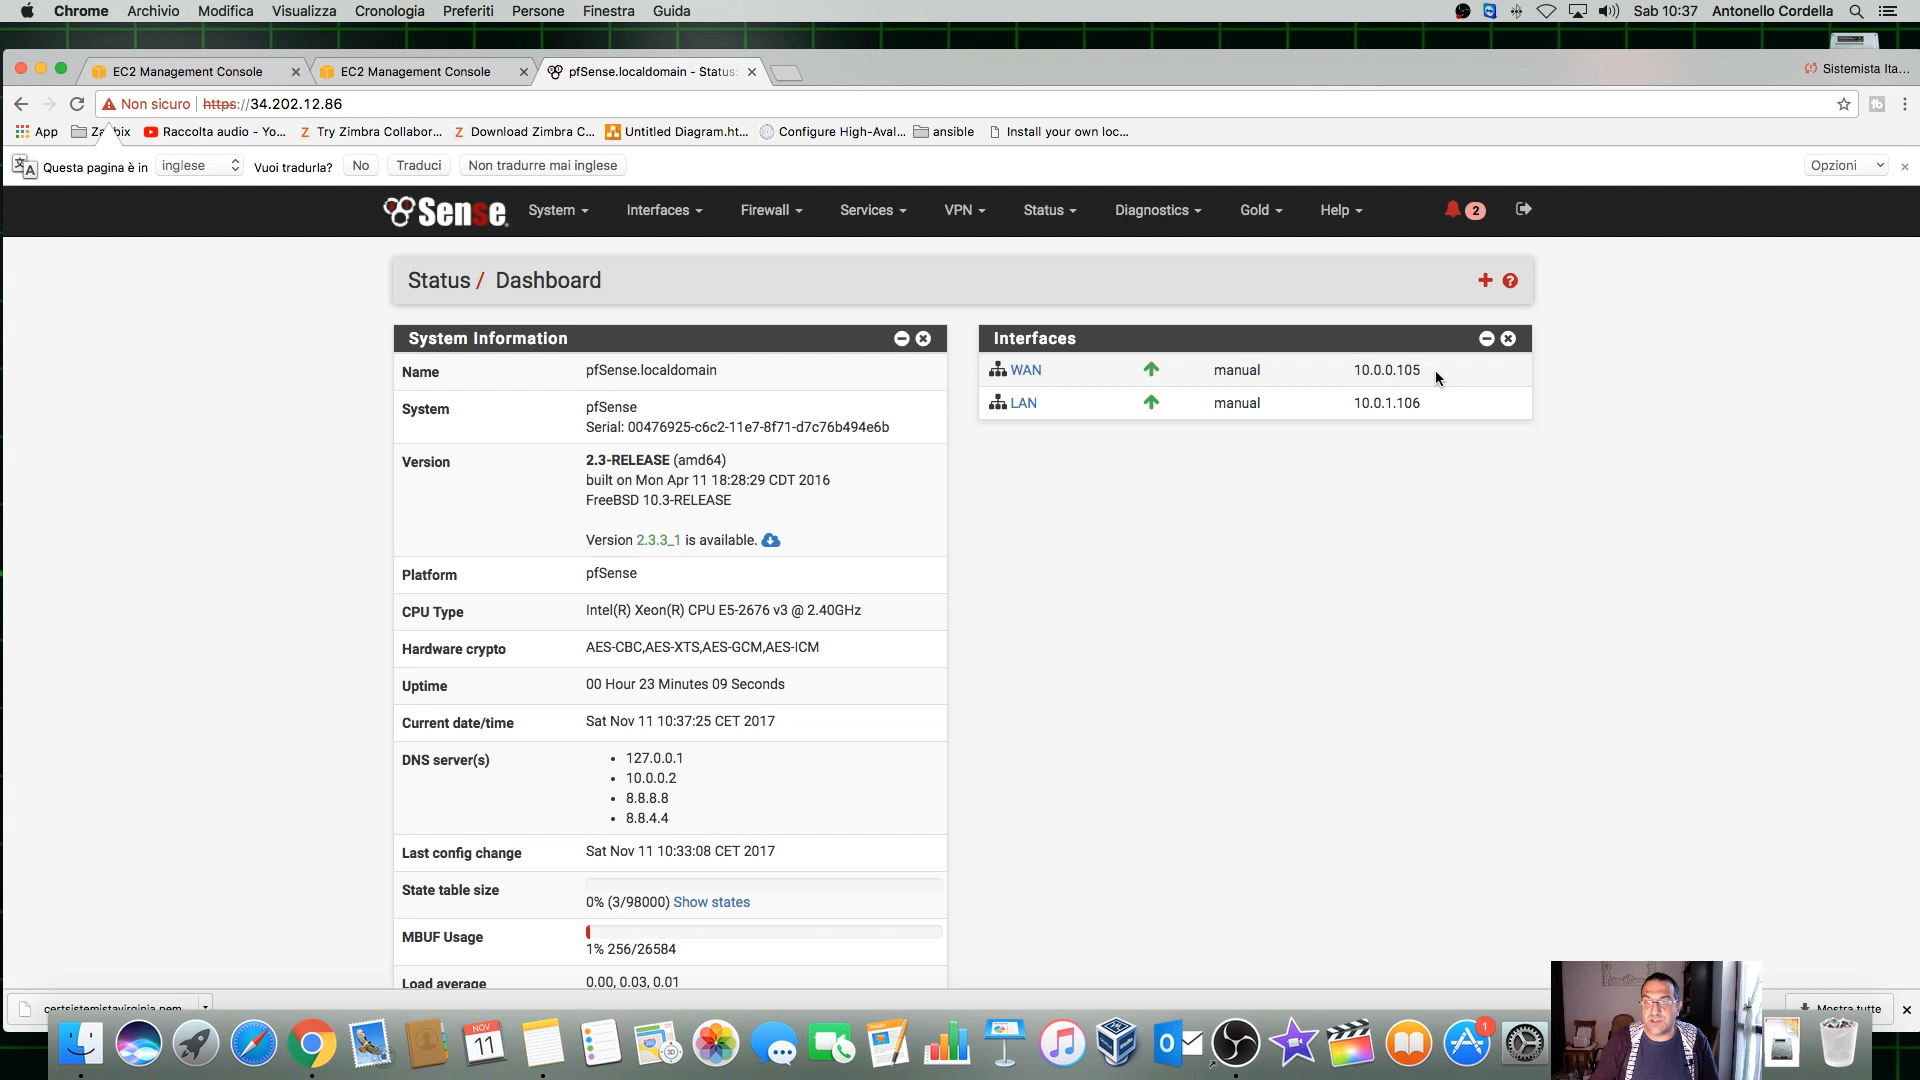 Chrome Archivio Modifica Visualizza Cronologia Preferiti Persone Finestra Guida Sab 10:37 Antonello Cordella
EC2 Management Console EC2 Management Console pfSense.localdomain - Status: Sistemista Ita...
Non sicuro https://34.202.12.86
App Zabbix Raccolta audio - Yo... Try Zimbra Collabor... Download Zimbra C... Untitled Diagram.ht... Configure High-Aval... ansible Install your own loc...
Questa pagina è in inglese Vuoi tradurla? No Traduci Non tradurre mai inglese Opzioni
Sense System Interfaces Firewall Services VPN Status Diagnostics Gold Help 2
Status / Dashboard
System Information
Name pfSense.localdomain
System pfSense
Serial: 00476925-c6c2-11e7-8f71-d7c76b494e6b
Version 2.3-RELEASE (amd64)
built on Mon Apr 11 18:28:29 CDT 2016
FreeBSD 10.3-RELEASE
Version 2.3.3_1 is available.
Platform pfSense
CPU Type Intel(R) Xeon(R) CPU E5-2676 v3 @ 2.40GHz
Hardware crypto AES-CBC,AES-XTS,AES-GCM,AES-ICM
Uptime 00 Hour 23 Minutes 09 Seconds
Current date/time Sat Nov 11 10:37:25 CET 2017
DNS server(s) 127.0.0.1
10.0.0.2
8.8.8.8
8.8.4.4
Last config change Sat Nov 11 10:33:08 CET 2017
State table size 0% (3/98000) Show states
MBUF Usage 1% 256/26584
Load average 0.00, 0.03, 0.01
Interfaces
WAN manual 10.0.0.105
LAN manual 10.0.1.106
certsistemistavirginia.pem Mostra tutte
NOV
11
3D
PAGES
1